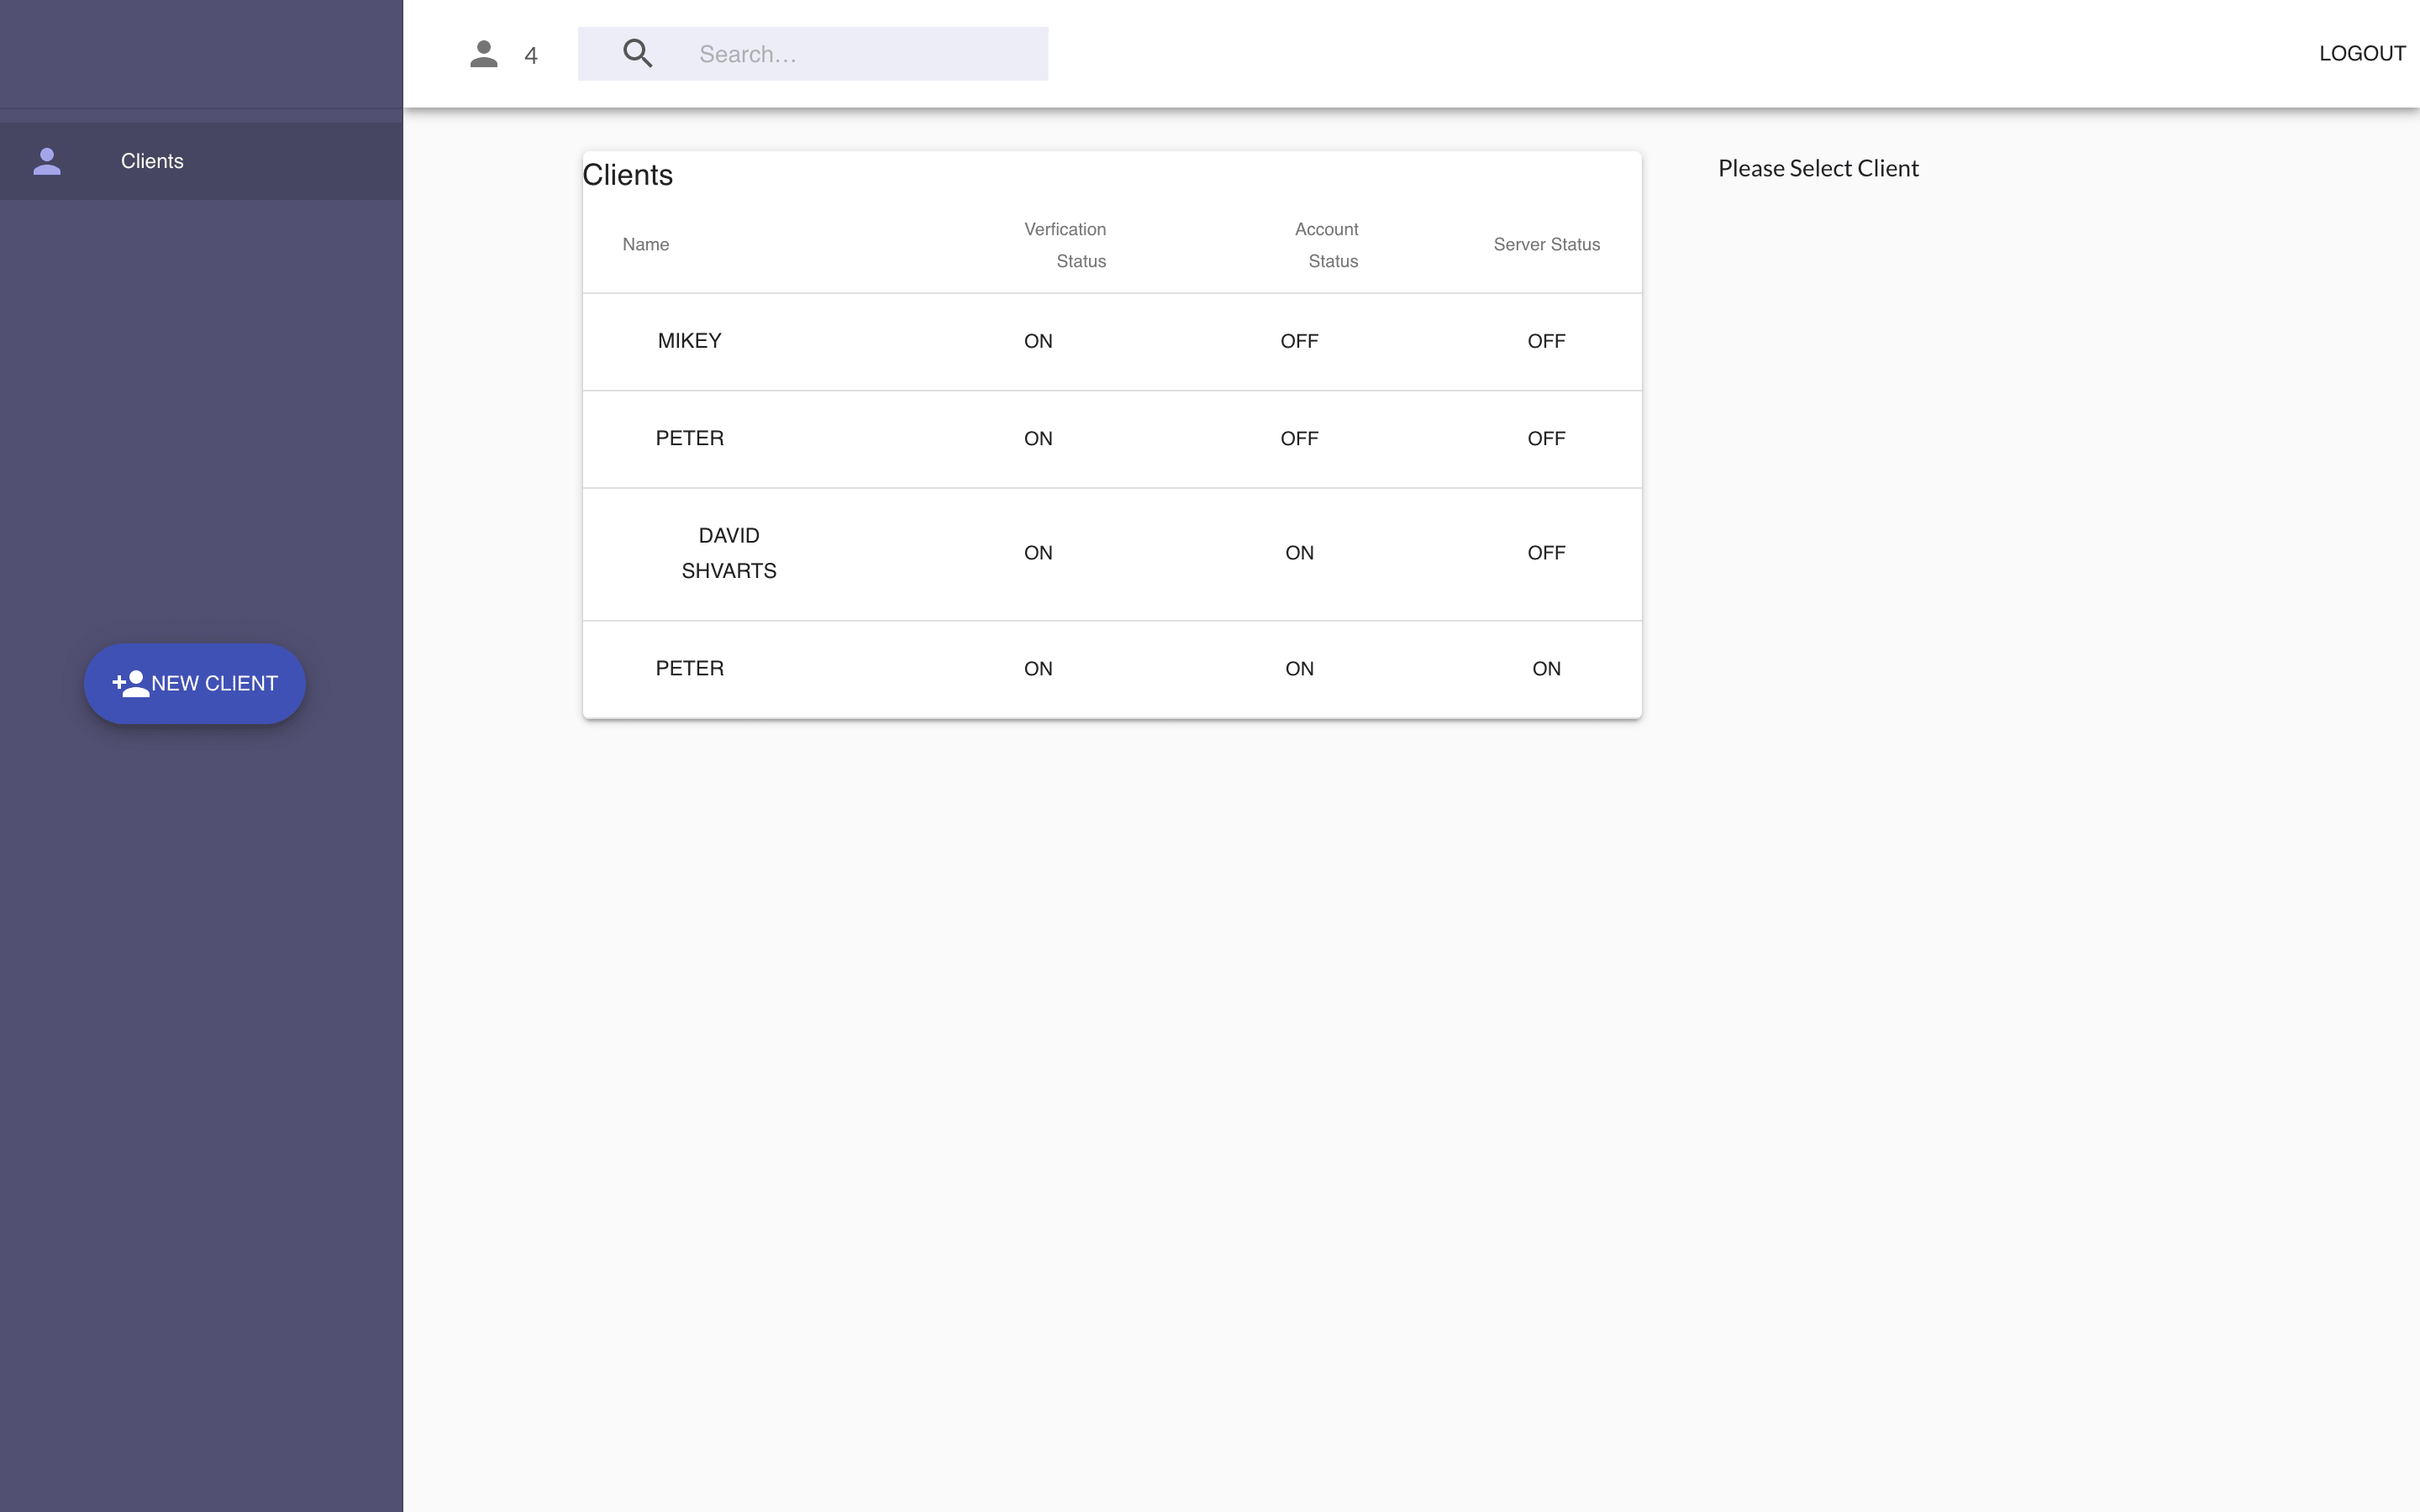 4
Search...
LOGOUT
Clients
NEW CLIENT
Clients
Name
Verfication
Status
Account
Status
Server Status
MIKEY
ON
OFF
OFF
PETER
ON
OFF
OFF
DAVID
SHVARTS
ON
ON
OFF
PETER
ON
ON
ON
Please Select Client